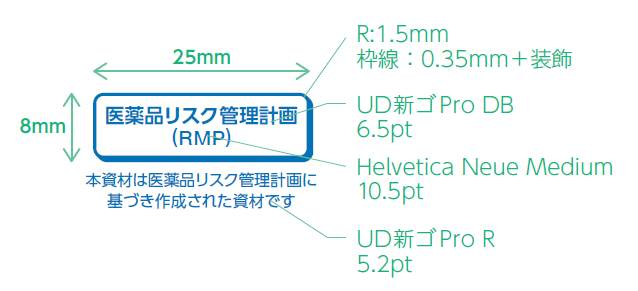 R:1.5mm
枠線：0.35mm＋装飾
25mm
8mm
医薬品リスク管理計画
(RMP)
UD新ゴPro DB
6.5pt
Helvetica Neue Medium
10.5pt
本資材は医薬品リスク管理計画に
基づき作成された資材です
UD新ゴPro R
5.2pt